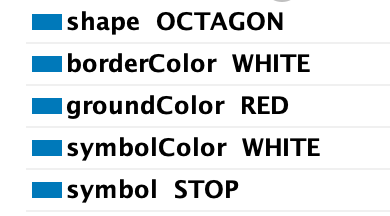 shape OCTAGON
borderColor WHITE
groundColor RED
symbolColor WHITE
symbol STOP